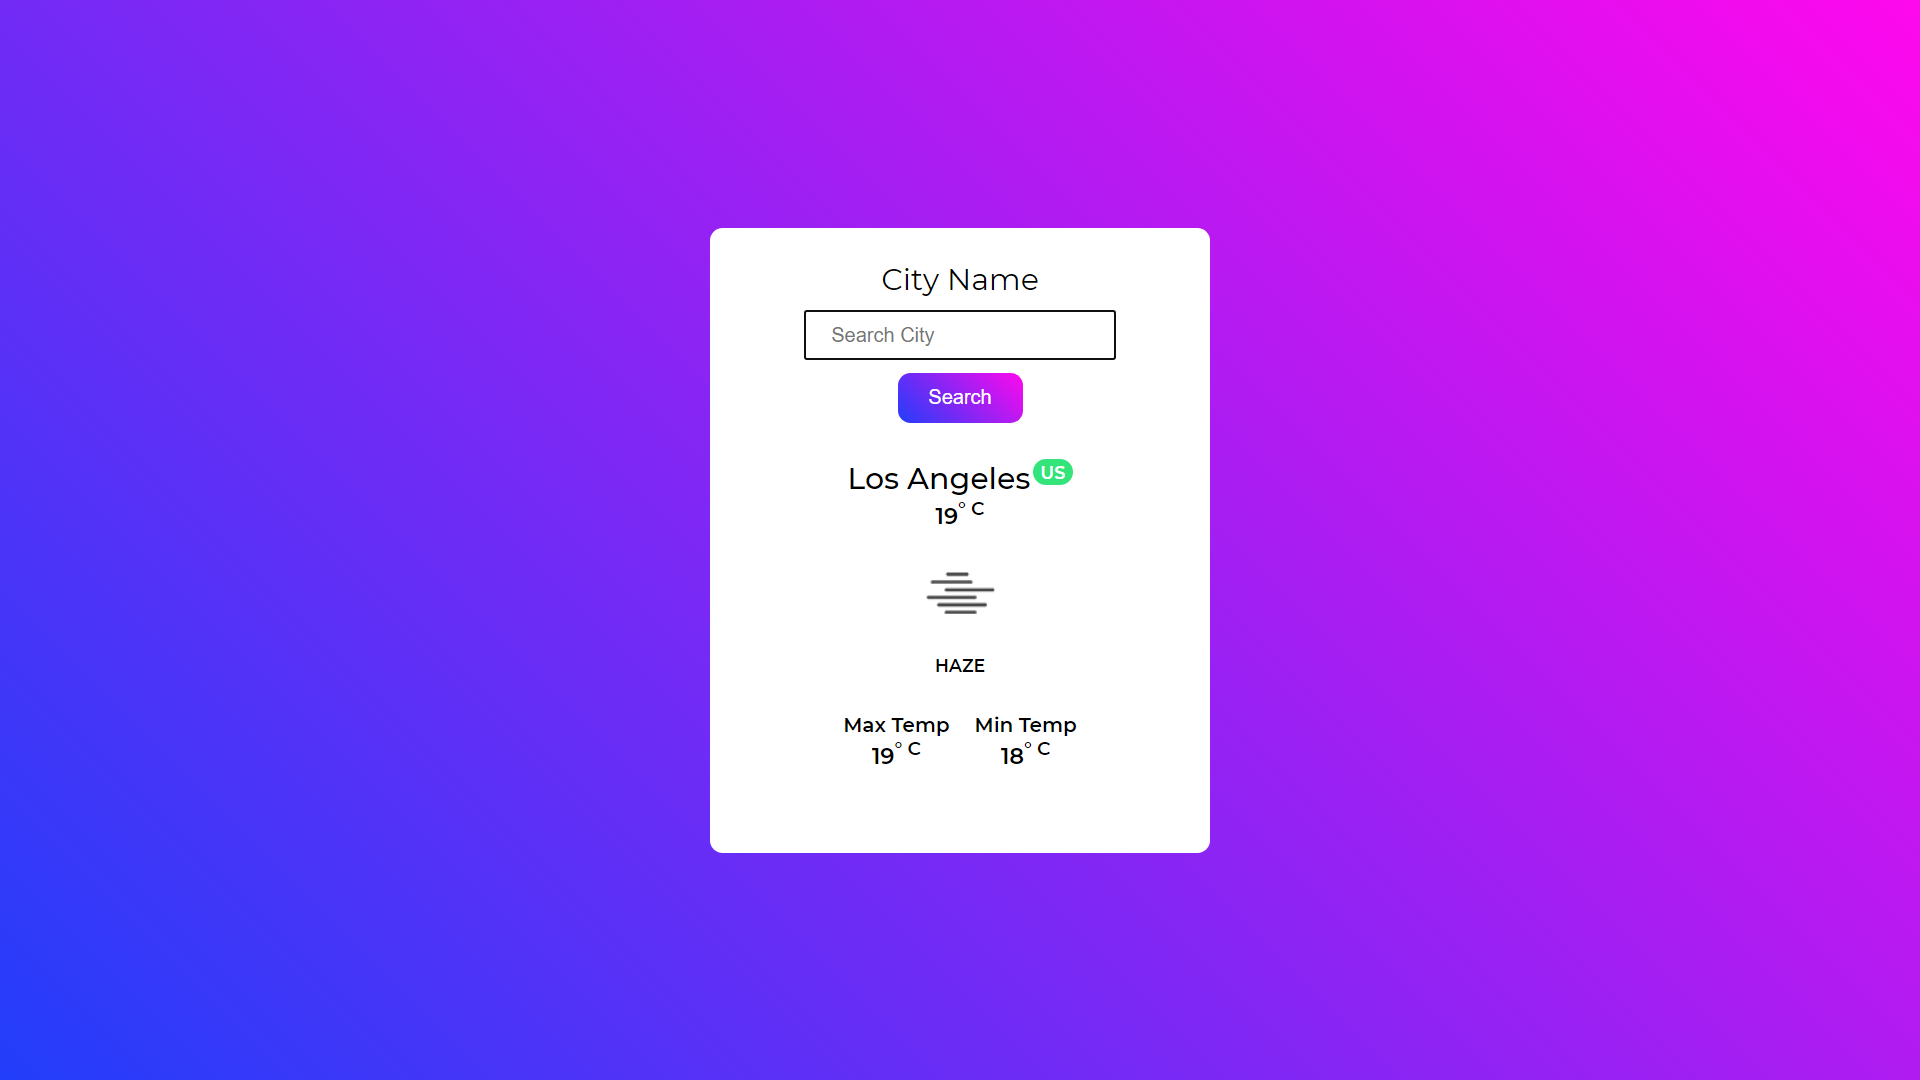 City Name
Search City
Search
Los Angeles US
19° C
HAZE
Max Temp Min Temp
19° C 18° C